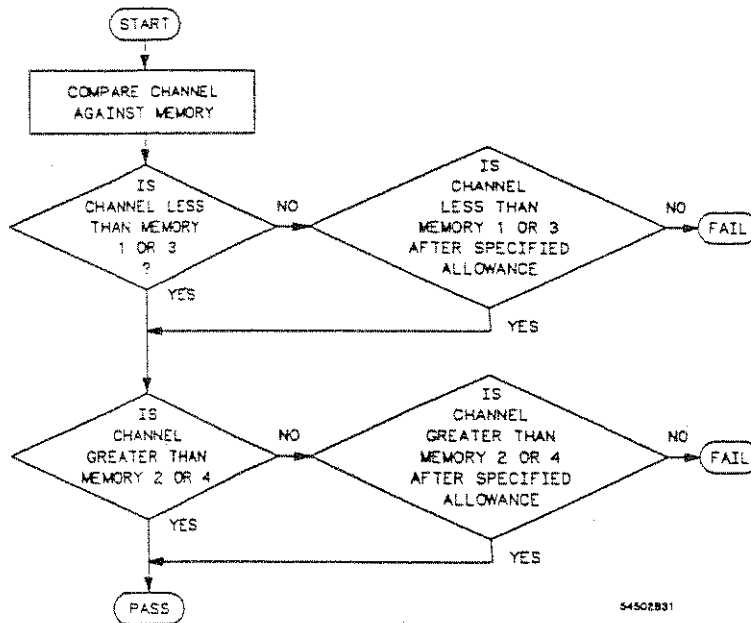 START
COMPARE CHANNEL
AGAINST MEMORY
IS
CHANNEL LESS
THAN MEMORY
1 OR 3
?
NO
YES
IS
CHANNEL
LESS THAN
MEMORY 1 OR 3
AFTER SPECIFIED
ALLOWANCE
NO
FAIL
YES
IS
CHANNEL
GREATER THAN
MEMORY 2 OR 4
NO
YES
IS
CHANNEL
GREATER THAN
MEMORY 2 OR 4
AFTER SPECIFIED
ALLOWANCE
NO
FAIL
YES
PASS
54502B31